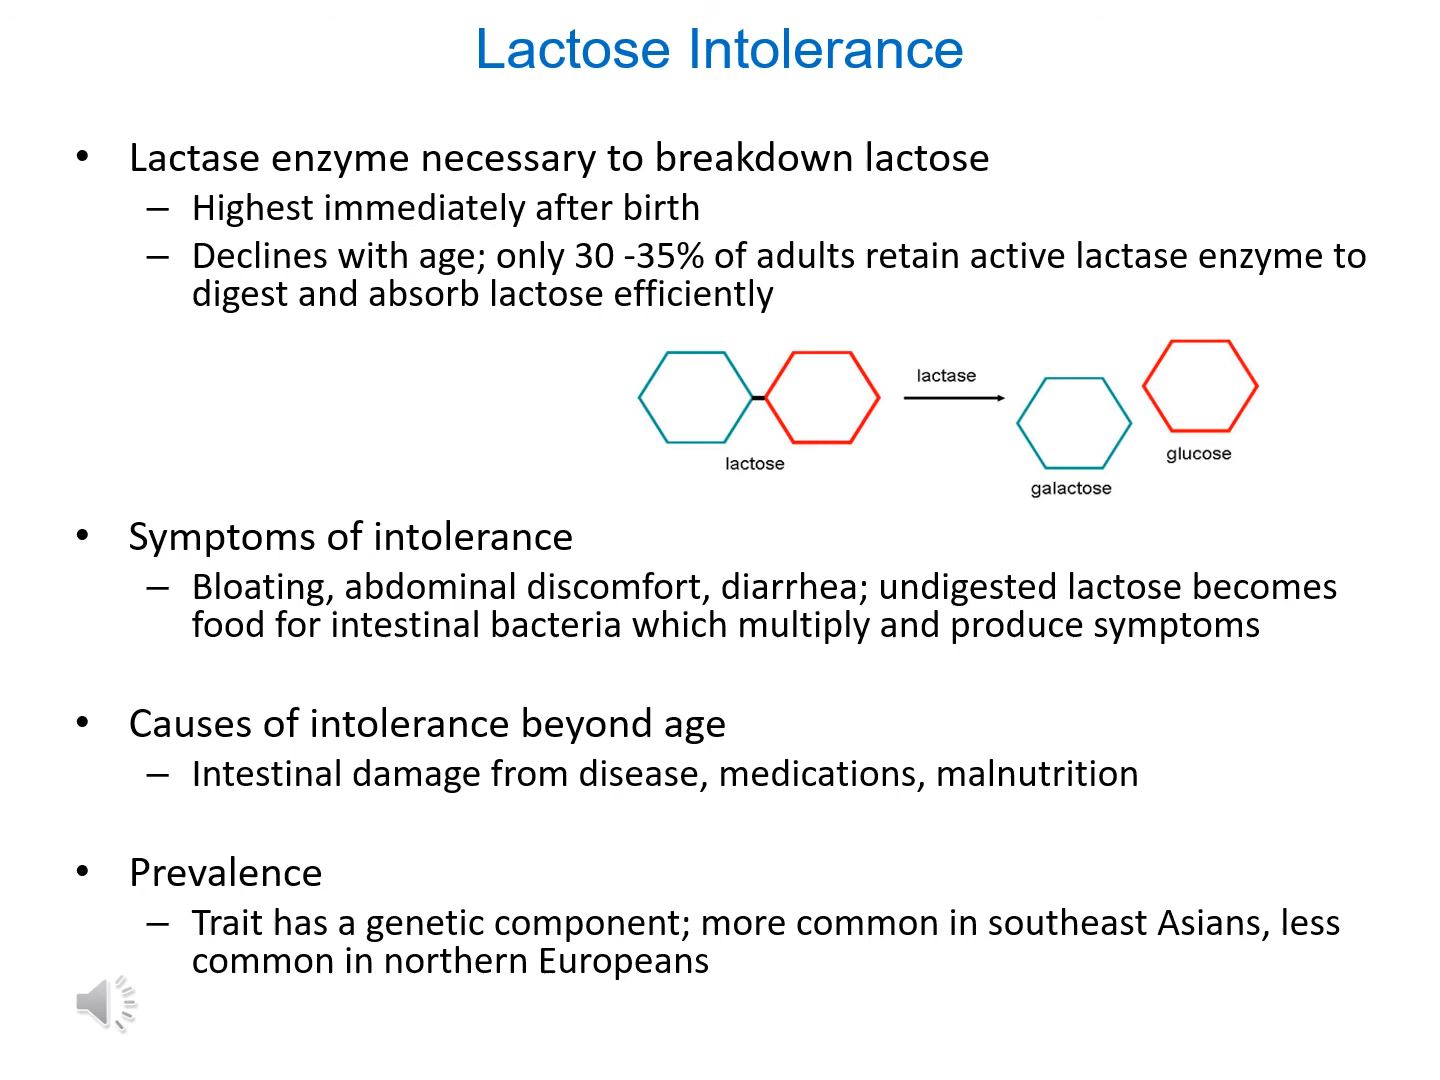 Lactose Intolerance
• Lactase enzyme necessary to breakdown lactose
– Highest immediately after birth
– Declines with age; only 30 -35% of adults retain active lactase enzyme to
digest and absorb lactose efficiently
lactase
lactose
glucose
galactose
• Symptoms of intolerance
– Bloating, abdominal discomfort, diarrhea; undigested lactose becomes
food for intestinal bacteria which multiply and produce symptoms
• Causes of intolerance beyond age
– Intestinal damage from disease, medications, malnutrition
• Prevalence
– Trait has a genetic component; more common in southeast Asians, less
common in northern Europeans